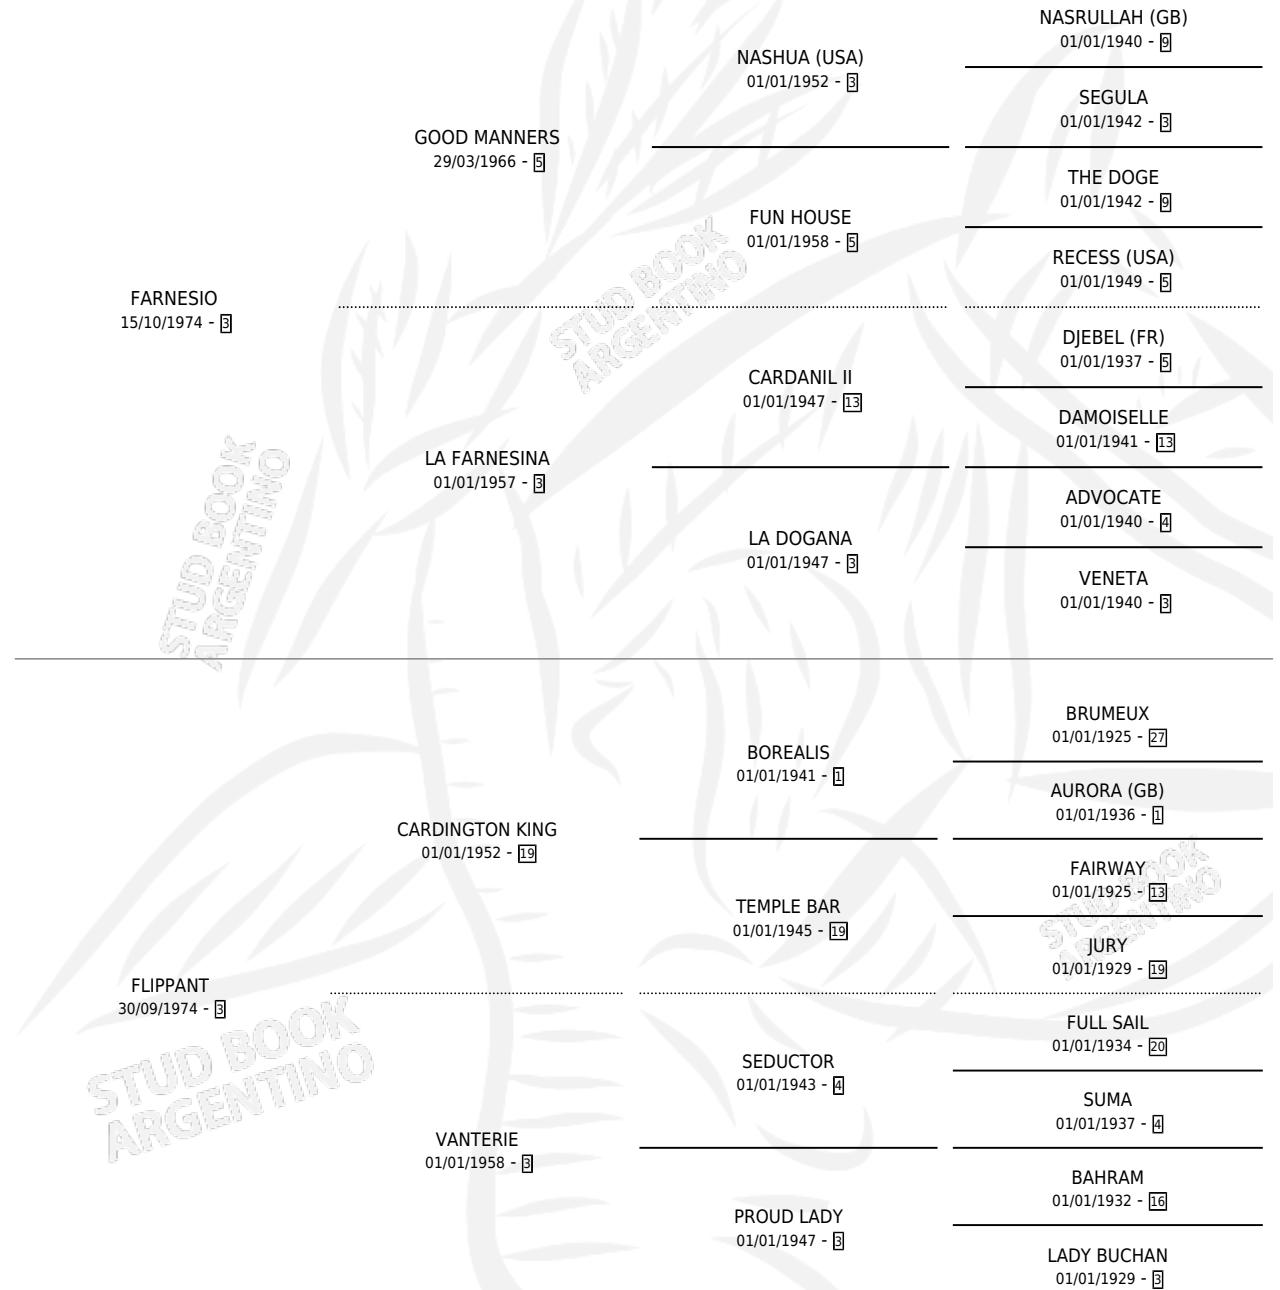 NASRULLAH (GB)
01/01/1940 - 9
NASHUA (USA)
01/01/1952 - 3
SEGULA
01/01/1942 - 3
GOOD MANNERS
29/03/1966 - 5
THE DOGE
01/01/1942 - 9
FUN HOUSE
01/01/1958 - 5
RECESS (USA)
01/01/1949 - 5
FARNESIO
15/10/1974 - 3
DJEBEL (FR)
01/01/1937 - 5
CARDANIL II
01/01/1947 - 13
DAMOISELLE
01/01/1941 - 13
LA FARNESINA
01/01/1957 - 3
ADVOCATE
01/01/1940 - 4
LA DOGANA
01/01/1947 - 3
VENETA
01/01/1940 - 3
BRUMEUX
01/01/1925 - 27
BOREALIS
01/01/1941 - 1
AURORA (GB)
01/01/1936 - 1
CARDINGTON KING
01/01/1952 - 19
FAIRWAY
01/01/1925 - 13
TEMPLE BAR
01/01/1945 - 19
JURY
01/01/1929 - 19
FLIPPANT
30/09/1974 - 3
FULL SAIL
01/01/1934 - 20
SEDUCTOR
01/01/1943 - 4
SUMA
01/01/1937 - 4
VANTERIE
01/01/1958 - 3
BAHRAM
01/01/1932 - 16
PROUD LADY
01/01/1947 - 3
LADY BUCHAN
01/01/1929 - 3
STUD BOOK
ARGENTINO
STUD BOOK
ARGENTINO
STUD BOOK
ARGENTINO
STUD BOOK
ARGENTINO